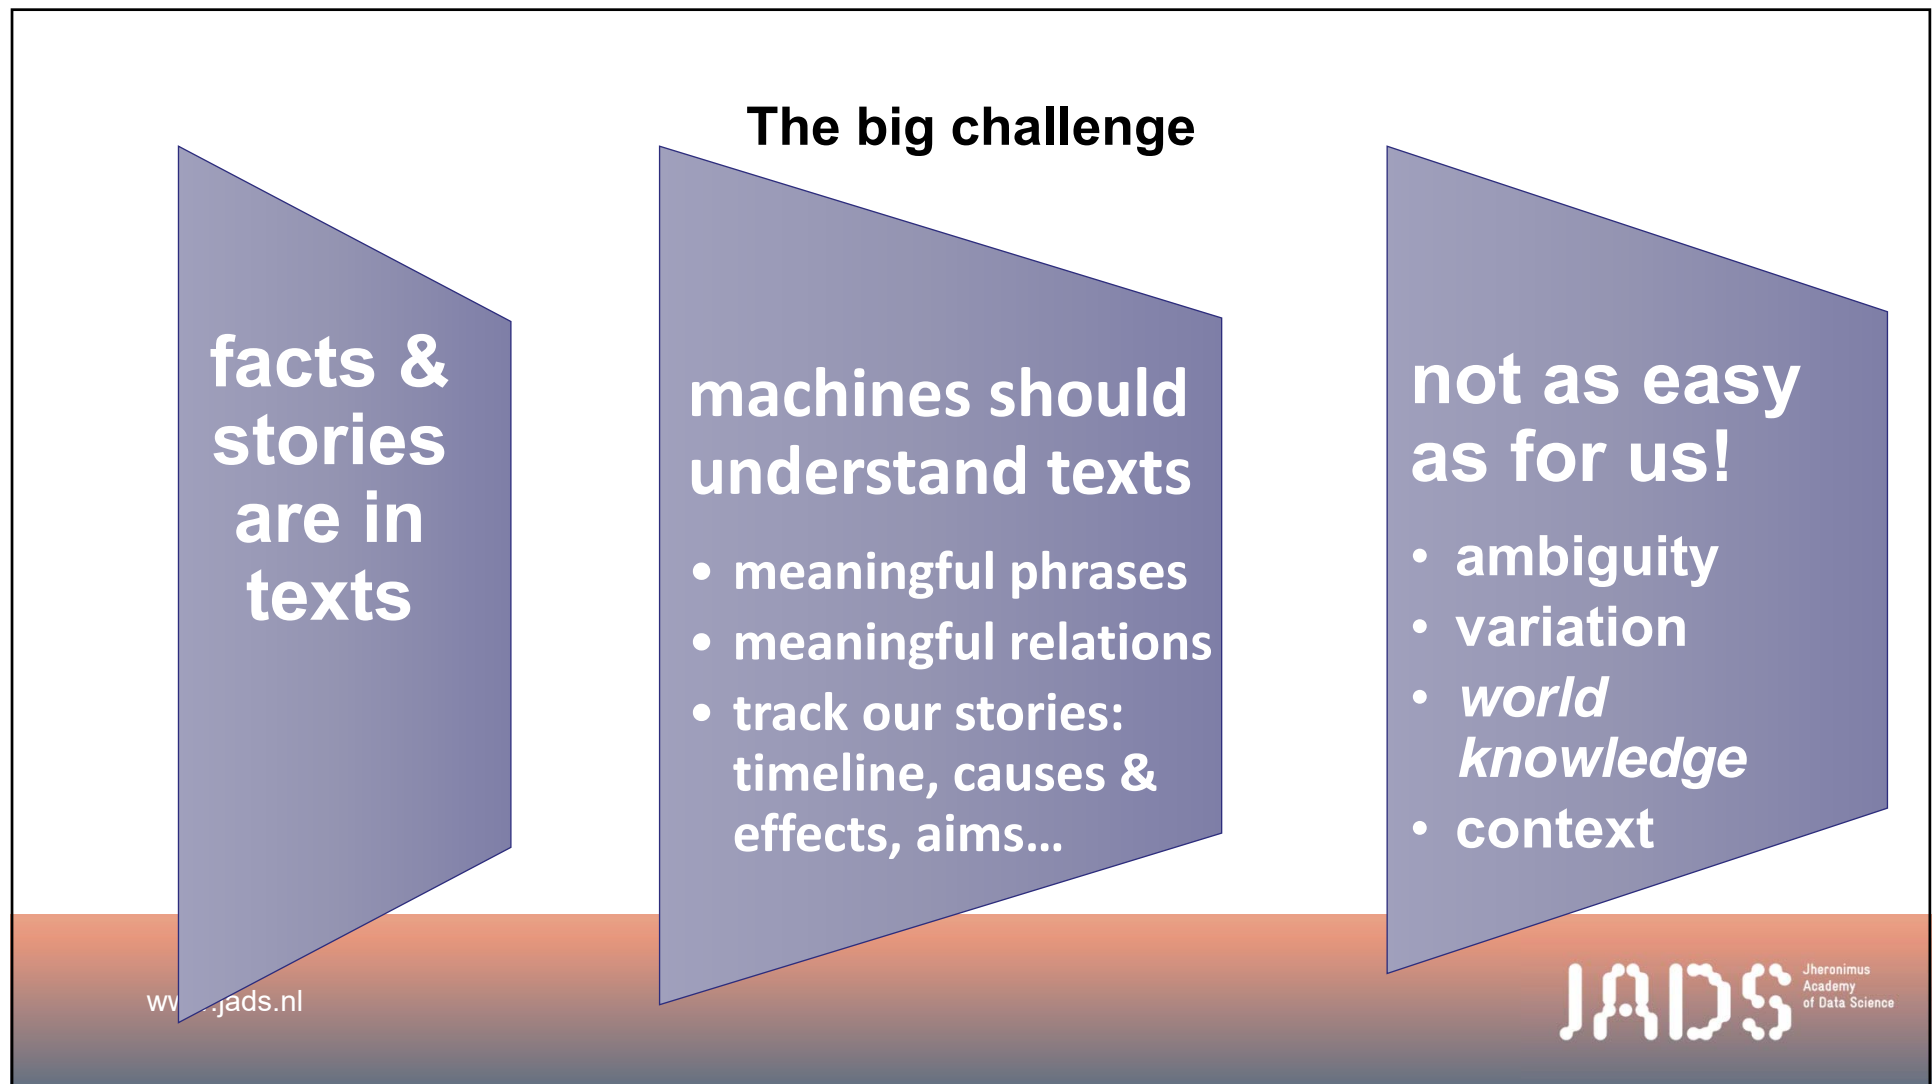 The big challenge
facts &
stories
are in
texts
machines should
understand texts
• meaningful phrases
• meaningful relations
• track our stories:
timeline, causes &
effects, aims...
not as easy
as for us!
• ambiguity
• variation
• world
knowledge
• context
jads.nl
JADS
Jheronimus
Academy
of Data Science